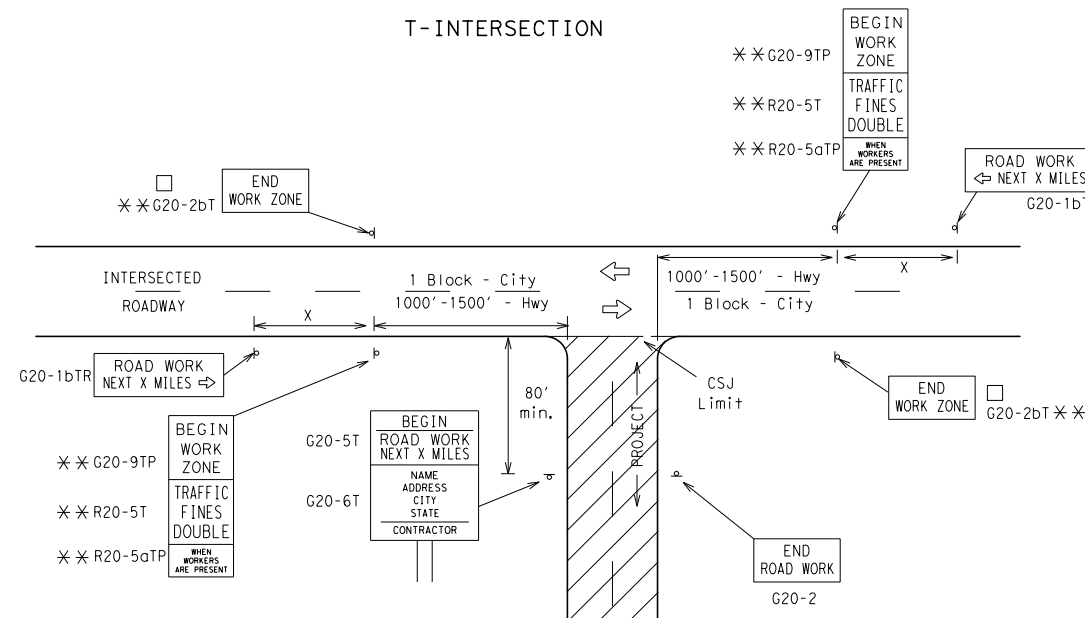 T-INTERSECTION
BEGIN
WORK
ZONE
TRAFFIC
FINES
DOUBLE
WHEN
WORKERS
ARE PRESENT
**G20-9TP
**R20-5T
**R20-5aTP
ROAD WORK
⇦ NEXT X MILES
G20-1bT
□
**G20-2bT
END
WORK ZONE
INTERSECTED
ROADWAY
1 Block - City
1000'-1500' - Hwy
X
1000'-1500' - Hwy
1 Block - City
X
G20-1bTR
ROAD WORK
NEXT X MILES ⇨
80'
min.
CSJ
Limit
PROJECT
END
WORK ZONE
□
G20-2bT **
**G20-9TP
**R20-5T
**R20-5aTP
BEGIN
WORK
ZONE
TRAFFIC
FINES
DOUBLE
WHEN
WORKERS
ARE PRESENT
G20-5T
G20-6T
BEGIN
ROAD WORK
NEXT X MILES
NAME
ADDRESS
CITY
STATE
CONTRACTOR
END
ROAD WORK
G20-2